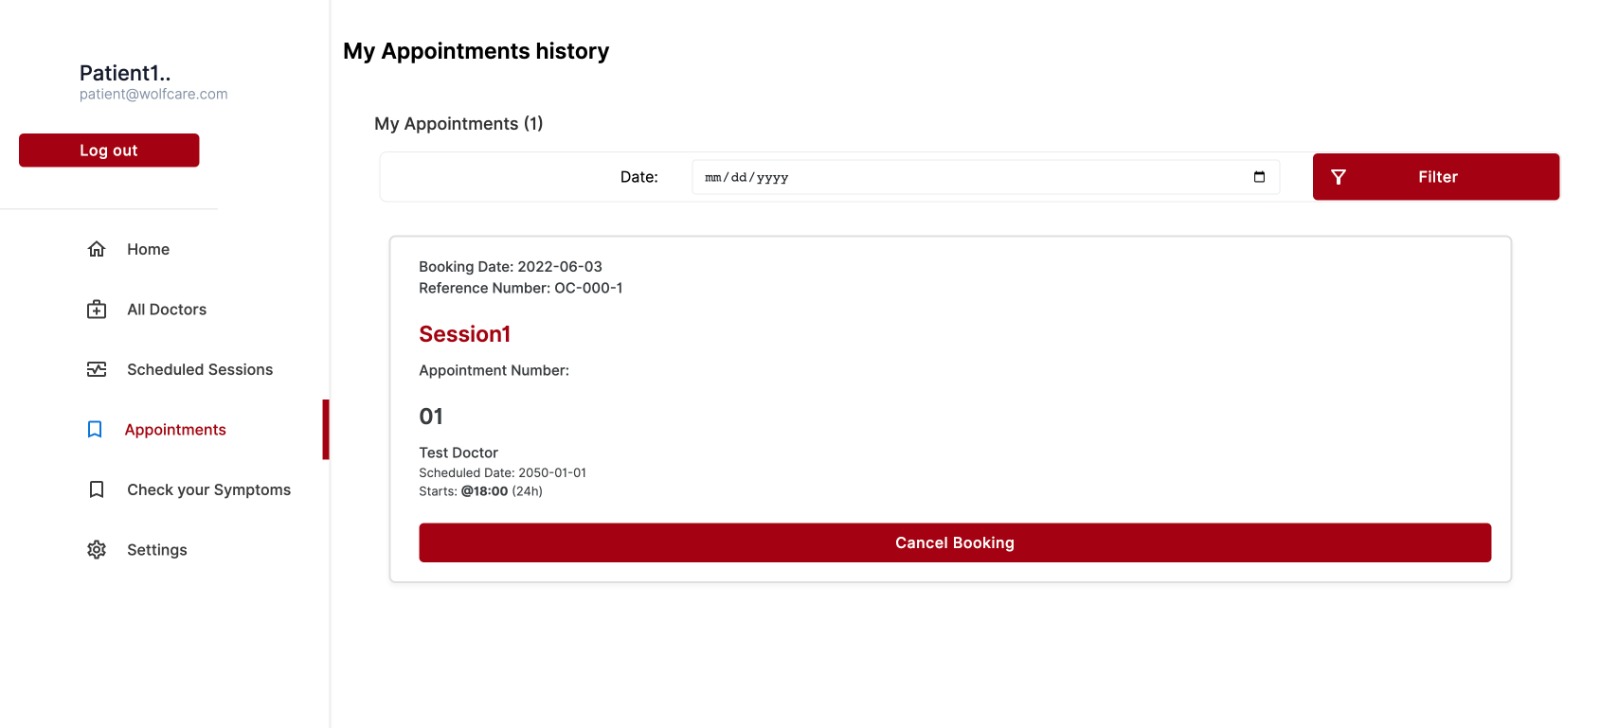 Patient1..
patient@wolfcare.com
Log out
Home
All Doctors
Scheduled Sessions
Appointments
Check your Symptoms
Settings
My Appointments history
My Appointments (1)
Date: mm/dd/yyyy Filter
Booking Date: 2022-06-03
Reference Number: OC-000-1
Session1
Appointment Number:
01
Test Doctor
Scheduled Date: 2050-01-01
Starts: @18:00 (24h)
Cancel Booking